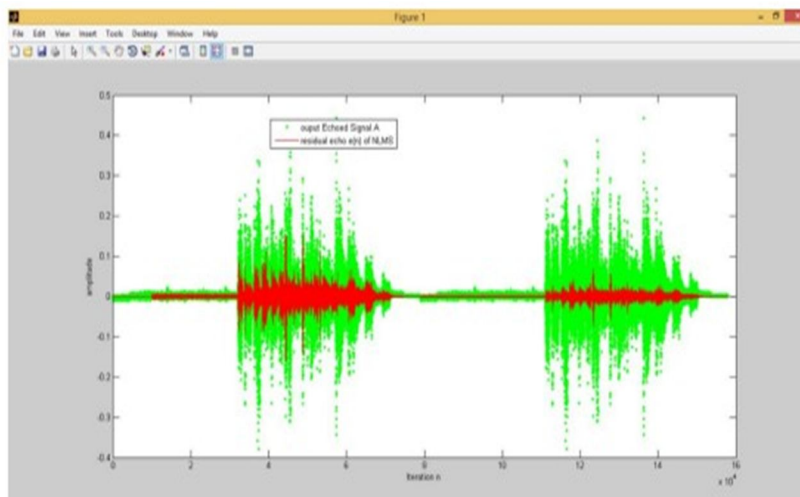 Figure 1
File Edit View Insert Tools Desktop Window Help
0.5
0.4
0.3
0.2
0.1
0
-0.1
-0.2
-0.3
-0.4
amplitude
ouput Echoed Signal A
residual echo e(n) of NLMS
0 2 4 6 8 10 12 14 16
x 10⁴
Iteration n